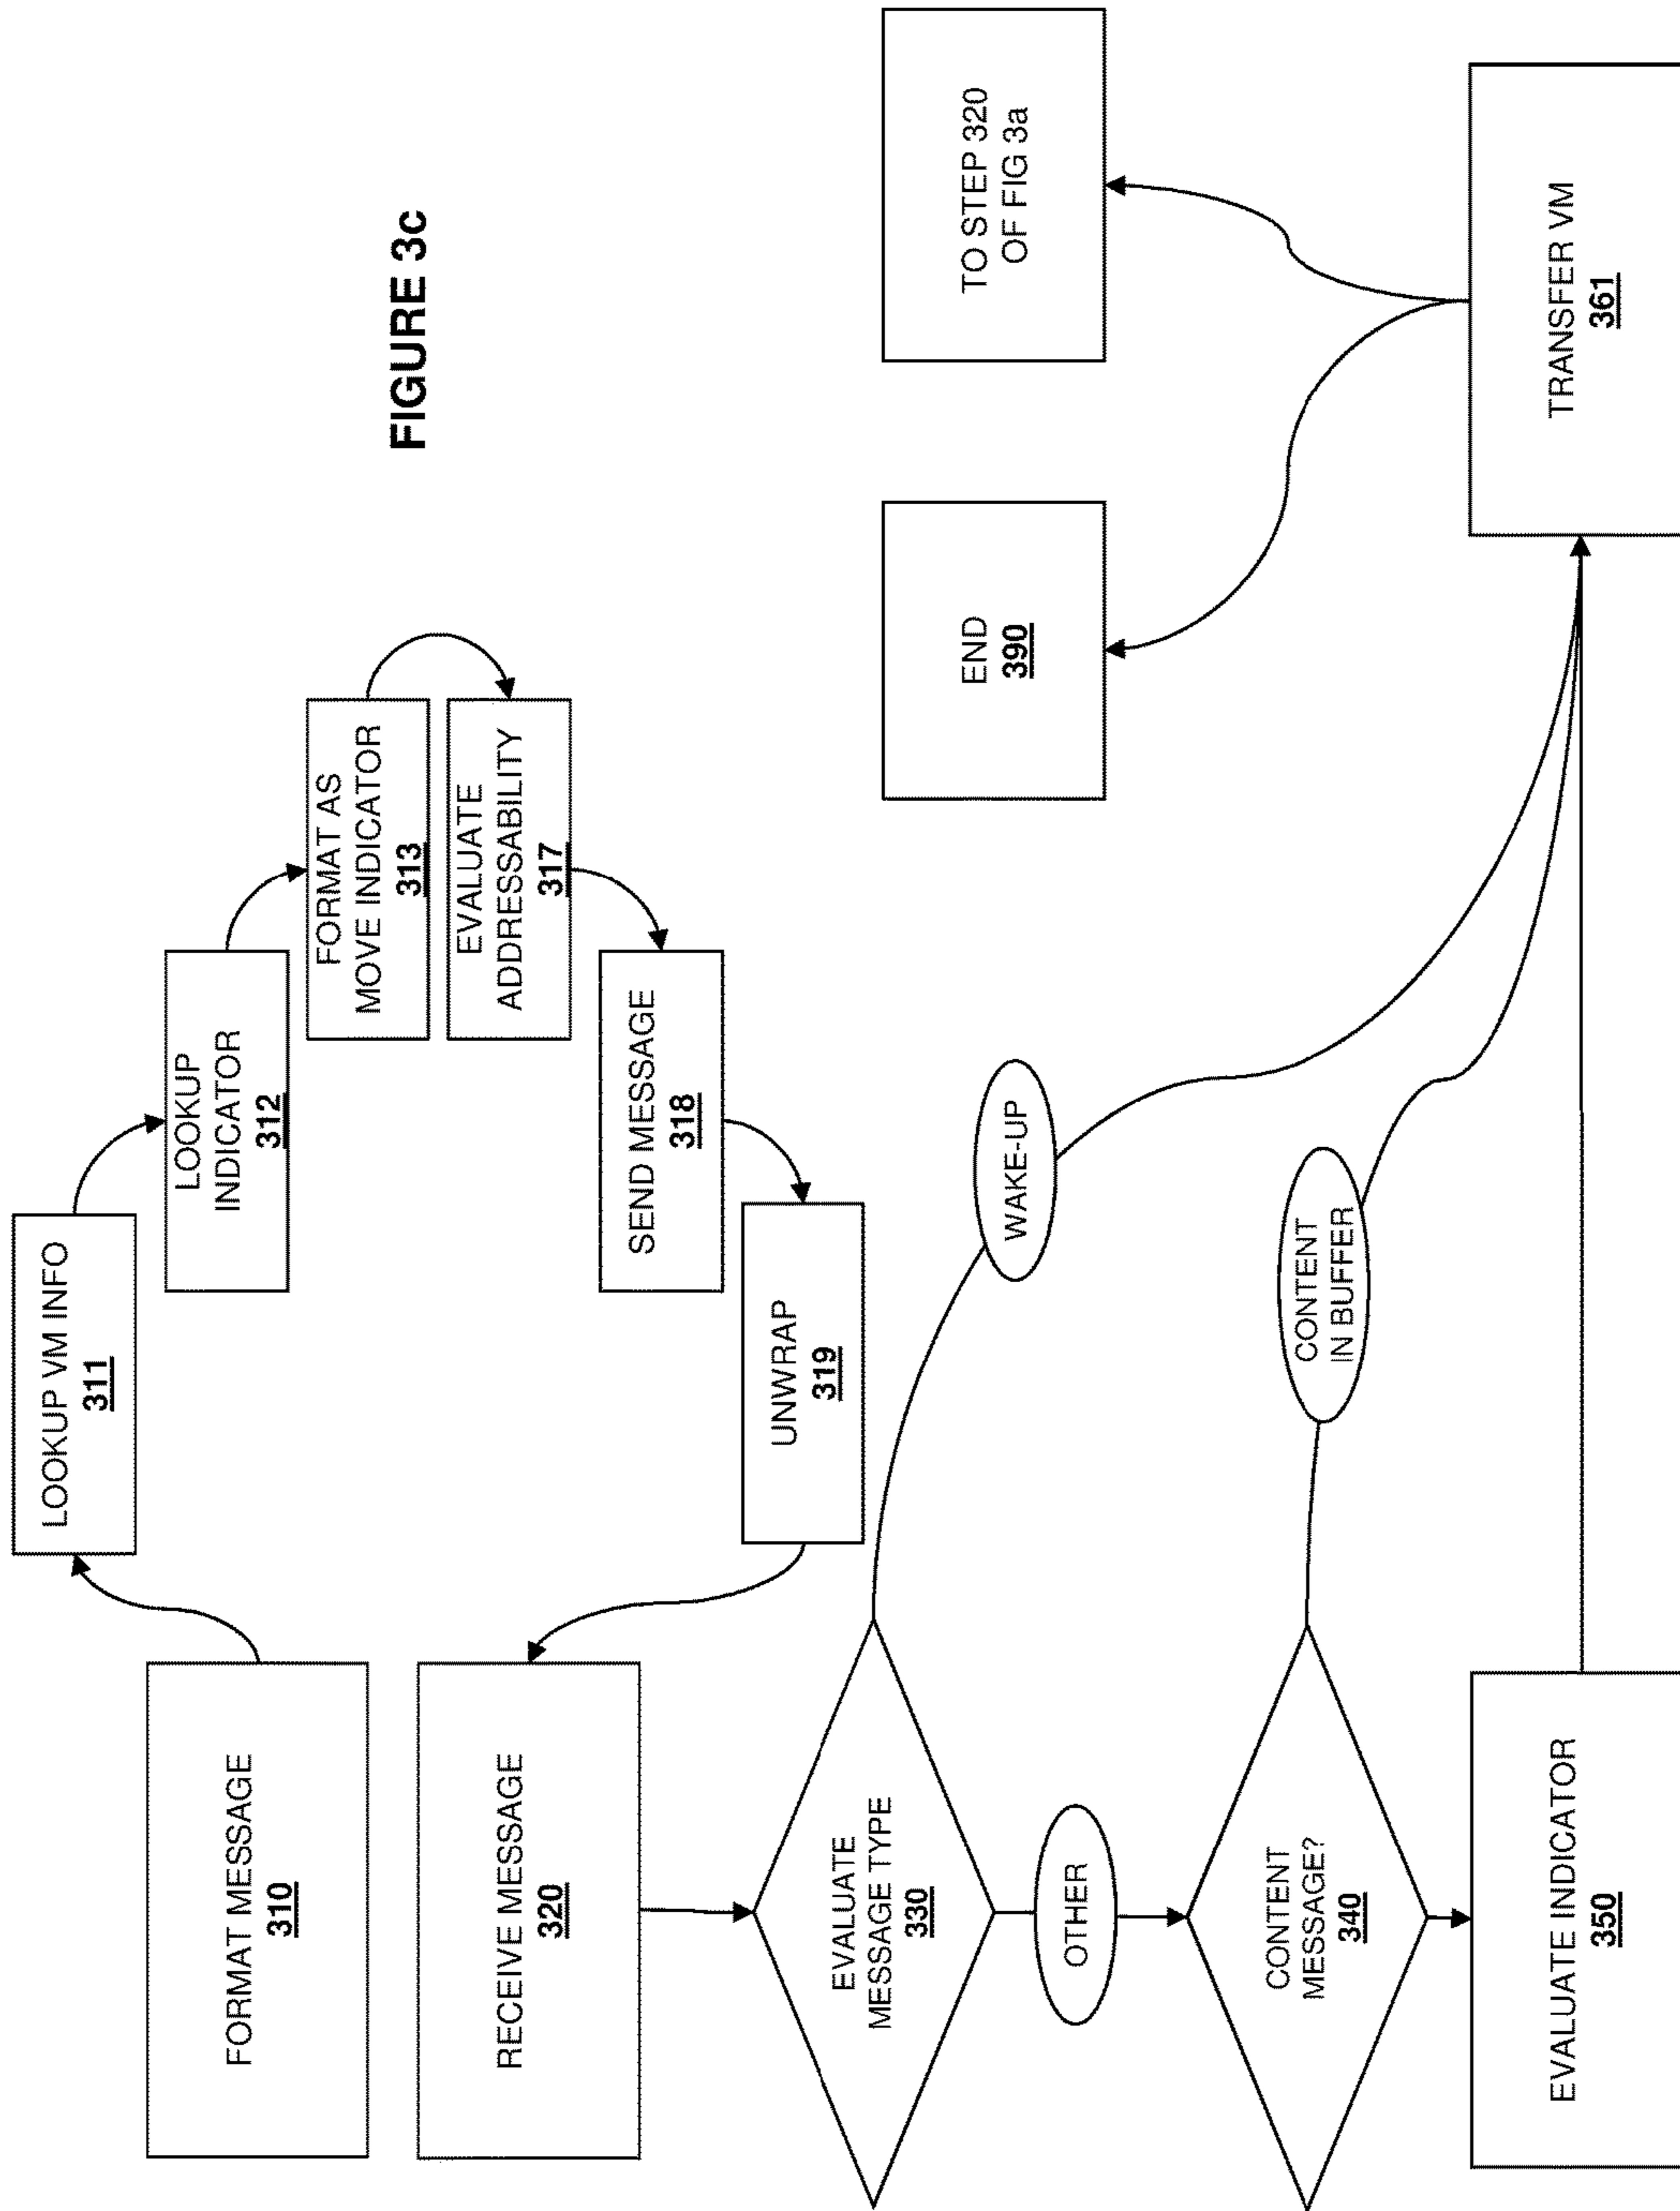 FIGURE 3c
FORMAT MESSAGE
310
LOOKUP VM INFO
311
LOOKUP
INDICATOR
312
FORMAT AS
MOVE INDICATOR
313
EVALUATE
ADDRESSABILITY
317
SEND MESSAGE
318
UNWRAP
319
RECEIVE MESSAGE
320
EVALUATE
MESSAGE TYPE
330
WAKE-UP
OTHER
CONTENT
MESSAGE?
340
CONTENT
IN BUFFER
EVALUATE INDICATOR
350
TRANSFER VM
361
END
390
TO STEP 320
OF FIG 3a